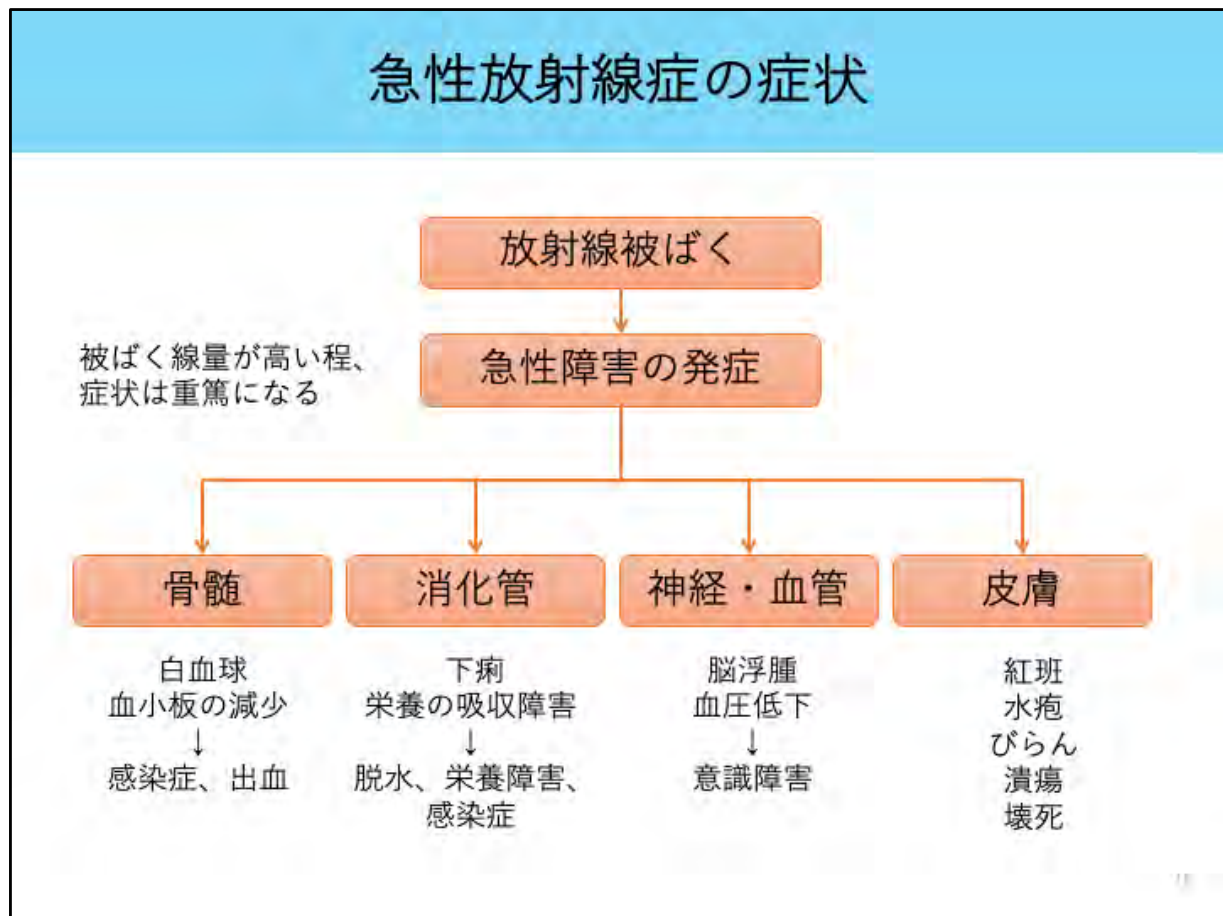 急性放射線症の症状
放射線被ばく
被ばく線量が高い程、
症状は重篤になる
急性障害の発症
骨髄
白血球
血小板の減少
↓
感染症、出血
消化管
下痢
栄養の吸収障害
↓
脱水、栄養障害、
感染症
神経・血管
脳浮腫
血圧低下
↓
意識障害
皮膚
紅班
水疱
びらん
潰瘍
壊死